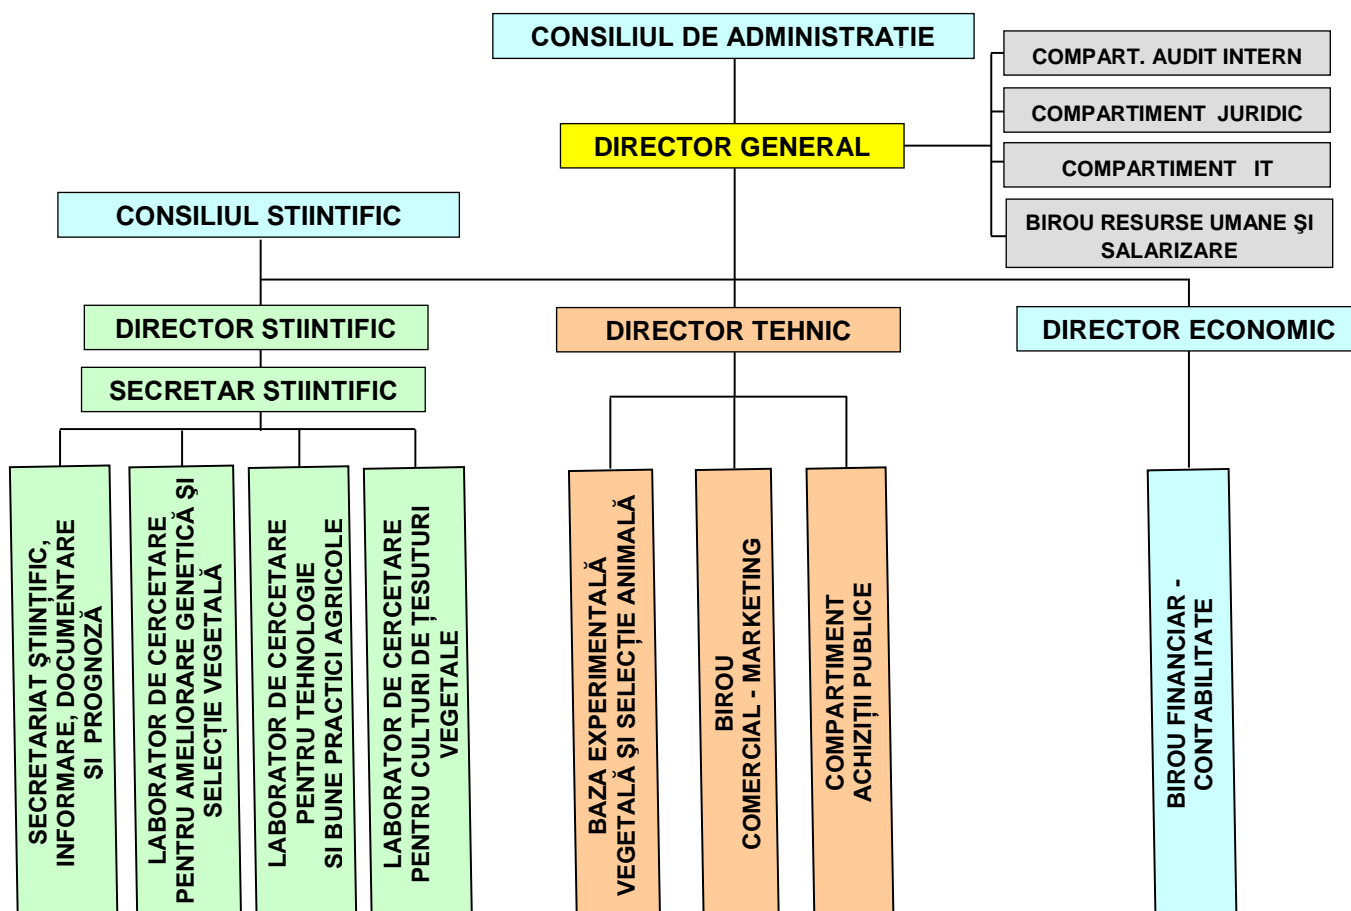 CONSILIUL DE ADMINISTRAȚIE
COMPART. AUDIT INTERN
COMPARTIMENT JURIDIC
DIRECTOR GENERAL
COMPARTIMENT IT
CONSILIUL STIINTIFIC
BIROU RESURSE UMANE ŞI
SALARIZARE
DIRECTOR STIINTIFIC
DIRECTOR TEHNIC
DIRECTOR ECONOMIC
SECRETAR STIINTIFIC
SECRETARIAT ŞTIINȚIFIC,
INFORMARE, DOCUMENTARE
SI PROGNOZĂ
LABORATOR DE CERCETARE
PENTRU AMELIORARE GENETICĂ ŞI
SELECȚIE VEGETALĂ
LABORATOR DE CERCETARE
PENTRU TEHNOLOGIE
SI BUNE PRACTICI AGRICOLE
LABORATOR DE CERCETARE
PENTRU CULTURI DE ȚESUTURI
VEGETALE
BAZA EXPERIMENTALĂ
VEGETALĂ ŞI SELECȚIE ANIMALĂ
BIROU
COMERCIAL - MARKETING
COMPARTIMENT
ACHIZIȚII PUBLICE
BIROU FINANCIAR -
CONTABILITATE